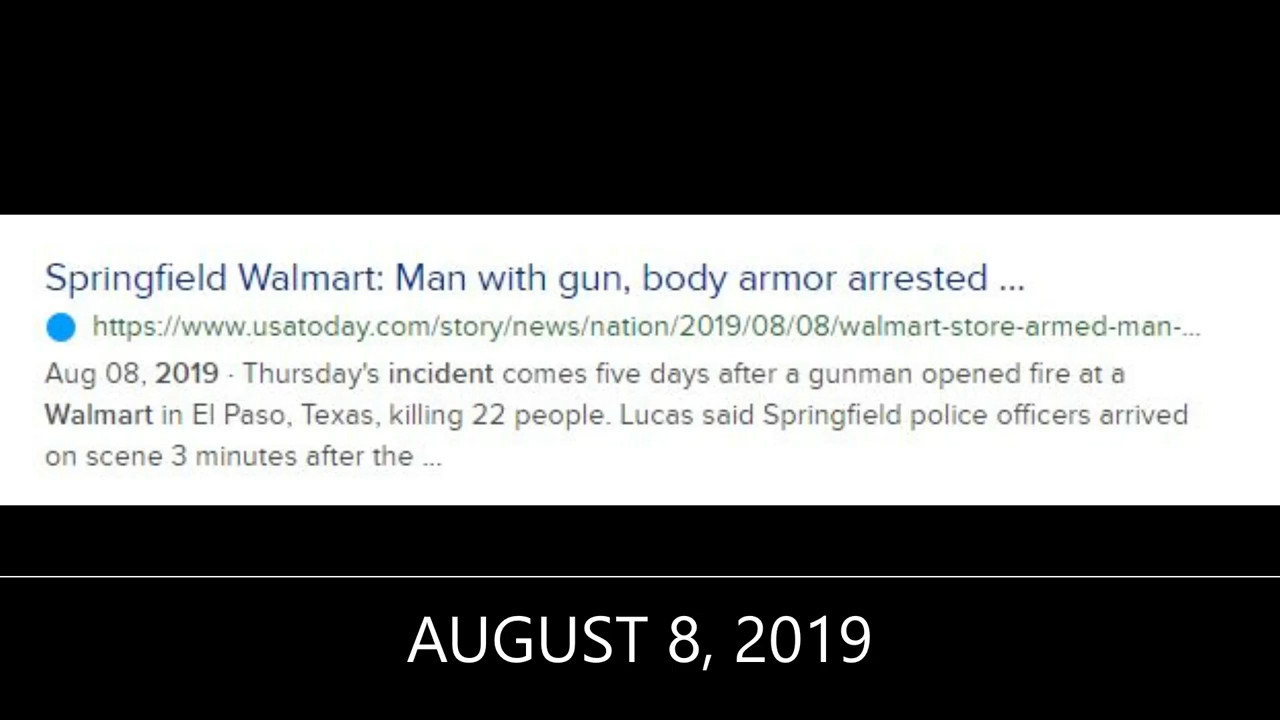 Springfield Walmart: Man with gun, body armor arrested ...
https://www.usatoday.com/story/news/nation/2019/08/08/walmart-store-armed-man-...
Aug 08, 2019 · Thursday's incident comes five days after a gunman opened fire at a
Walmart in El Paso, Texas, killing 22 people. Lucas said Springfield police officers arrived
on scene 3 minutes after the ...
AUGUST 8, 2019